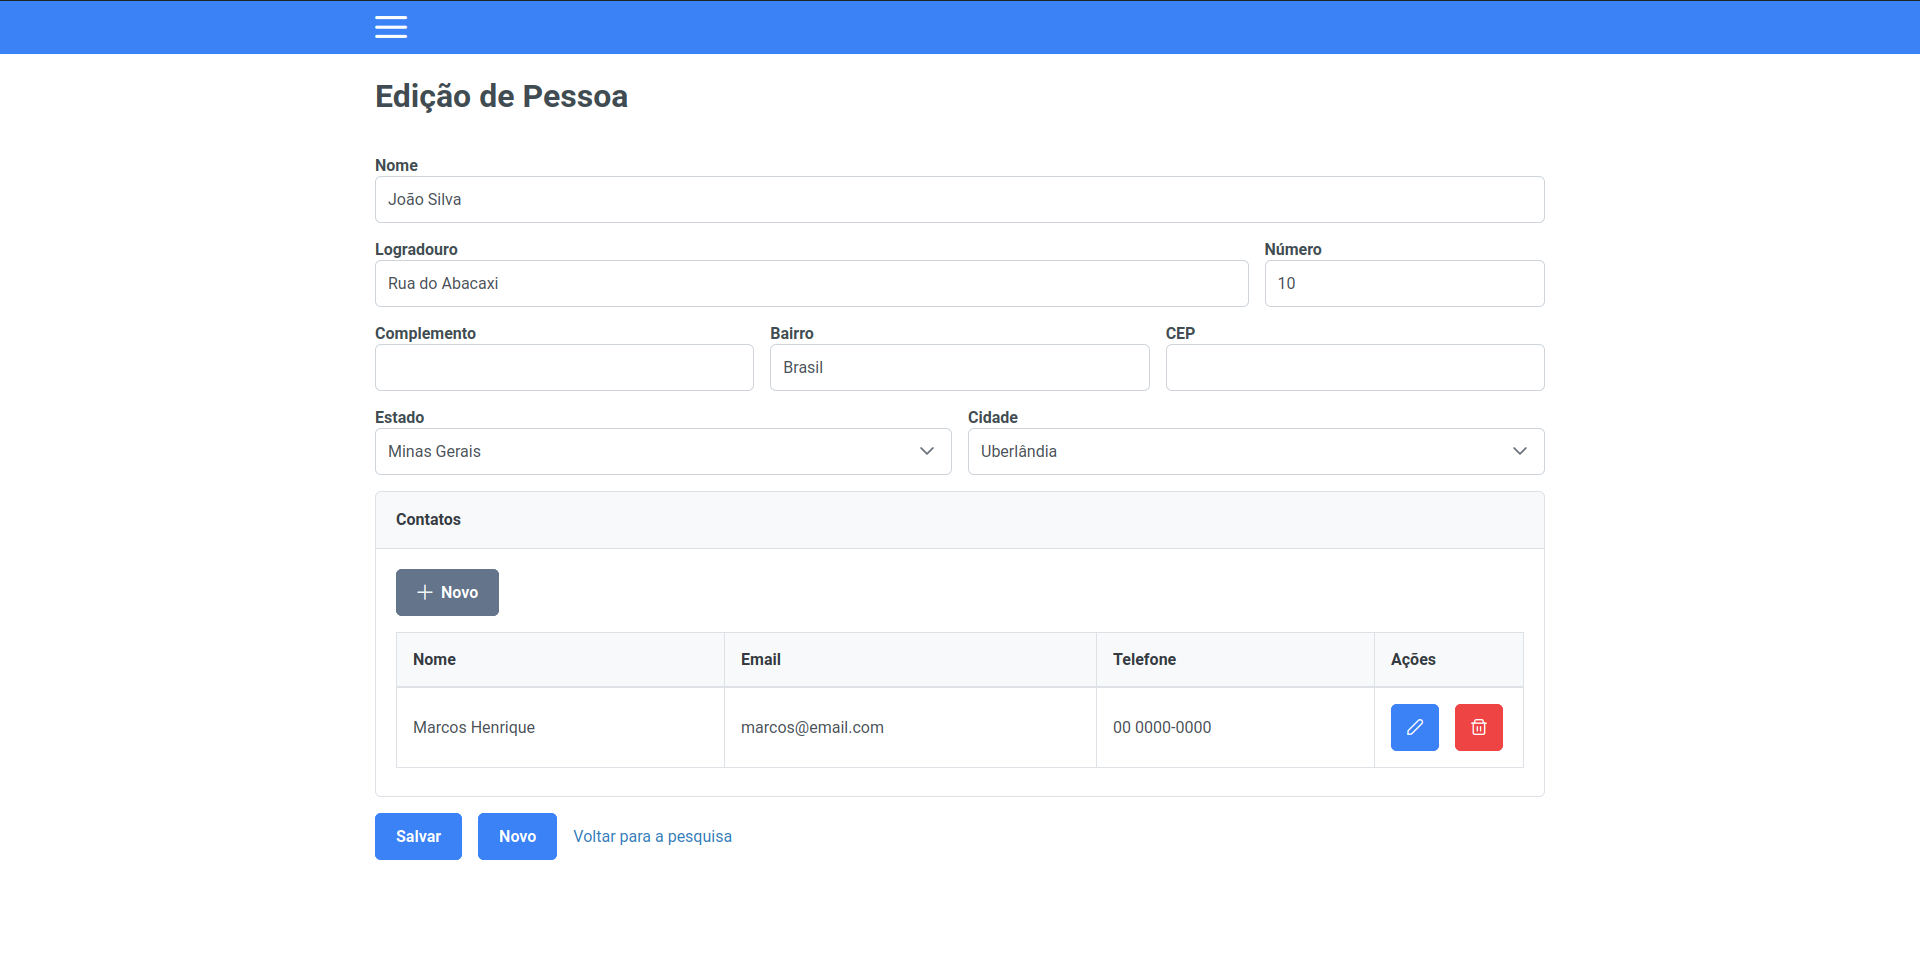 Edição de Pessoa
Nome
João Silva
Logradouro Número
Rua do Abacaxi 10
Complemento Bairro CEP
Brasil
Estado Cidade
Minas Gerais Uberlândia
Contatos
Novo
Nome Email Telefone Ações
Marcos Henrique marcos@email.com 00 0000-0000
Salvar Novo Voltar para a pesquisa